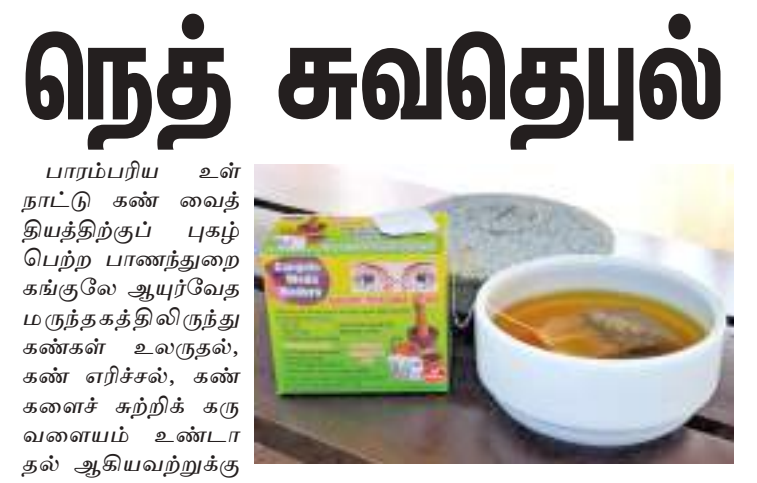 நெத் சுவதெபுல்
பாரம்பரிய உள்
நாட்டு கண் வைத்
தியத்திற்குப் புகழ்
பெற்ற பாணந்துறை
கங்குலே ஆயுர்வேத
மருந்தகத்திலிருந்து
கண்கள் உலருதல்,
கண் எரிச்சல், கண்
களைச் சுற்றிக் கரு
வளையம் உண்டா
தல் ஆகியவற்றுக்கு